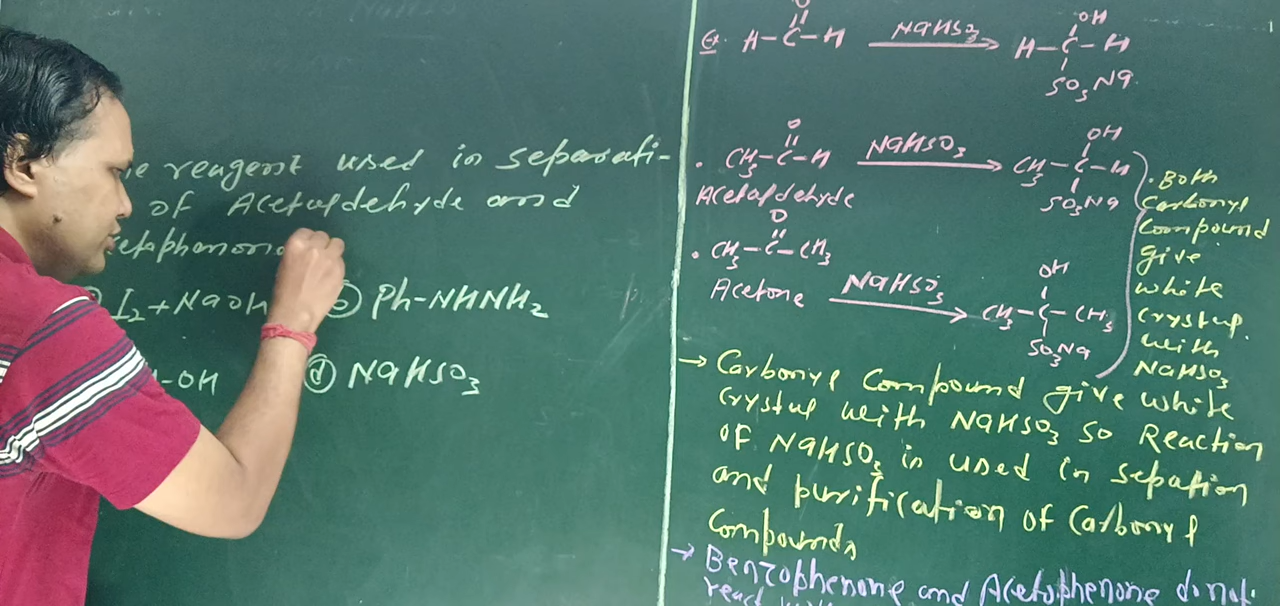 reagent used in separati-
of Acetaldehyde and
etophenone
I2 + NaOH
Ph-NHNH2
-OH
(d) NaHSO3
O
H-C-H NaHSO3 OH
H-C-H
SO3Na
O
CH3-C-H NaHSO3 OH
CH3-C-H
SO3Na
Acetaldehyde
O
CH3-C-CH3
Acetone NaHSO3 OH
CH3-C-CH3
SO3Na
. Both
Carbonyl
Compound
give
white
crystal
with
NaHSO3
→ Carbonyl Compound give white
crystal with NaHSO3 so Reaction
of NaHSO3 is used in sepation
and purification of Carbonyl
Compounds
→ Benzophenone and Acetophenone do not
react